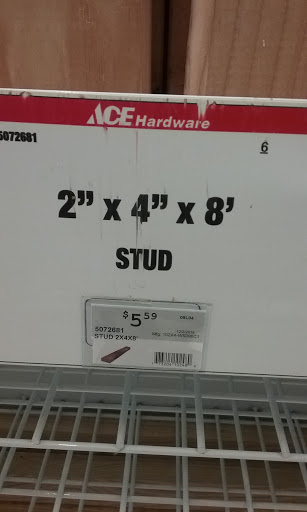 ACE Hardware
5072681
6
2" x 4" x 8'
STUD
$5 59
5072681
STUD 2X4X8'